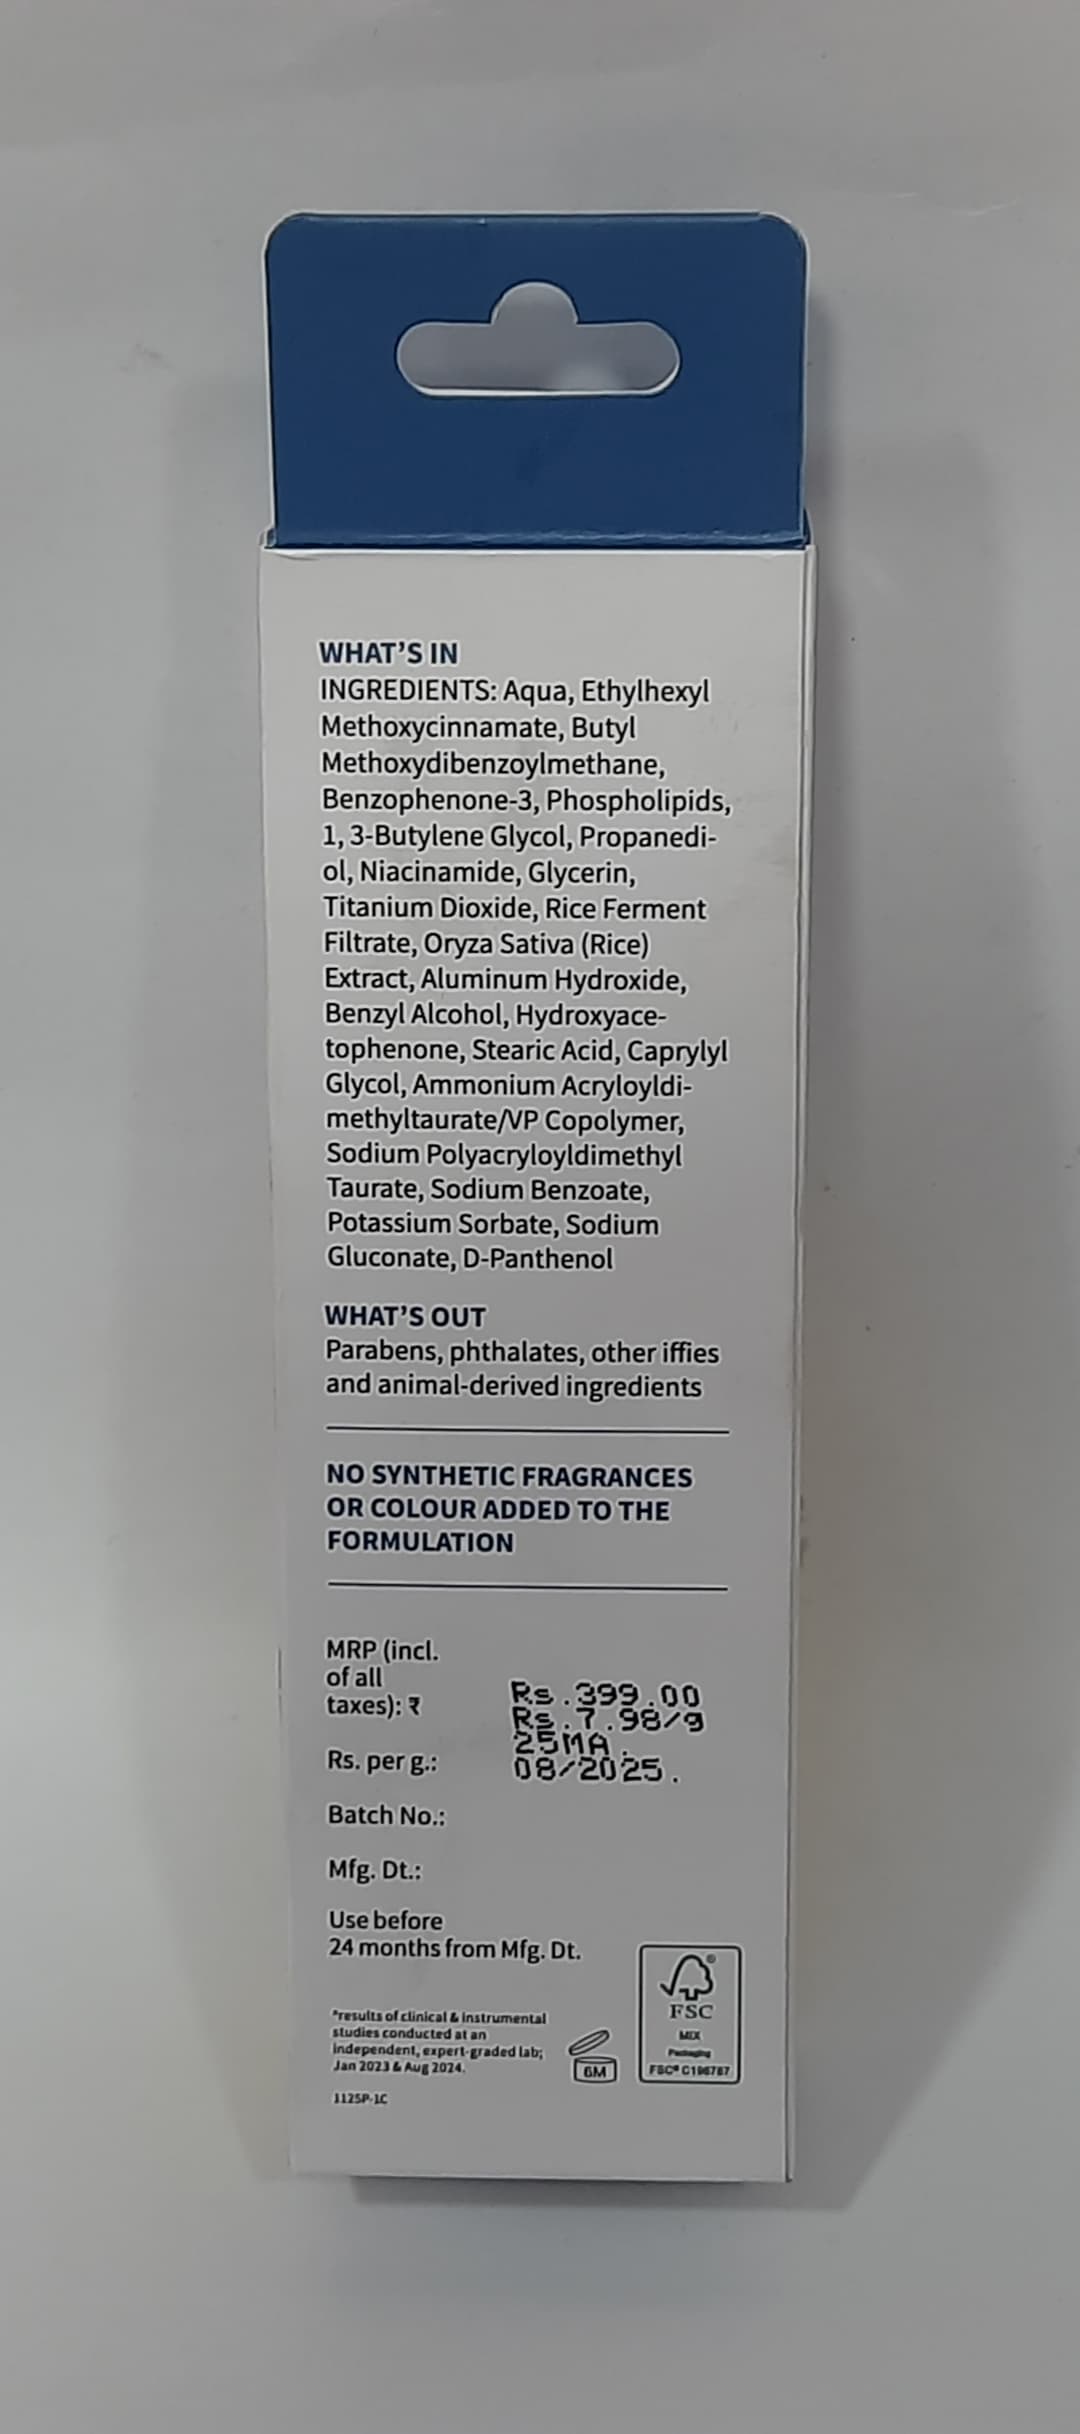 WHAT'S IN
INGREDIENTS: Aqua, Ethylhexyl
Methoxycinnamate, Butyl
Methoxydibenzoylmethane,
Benzophenone-3, Phospholipids,
1, 3-Butylene Glycol, Propanedi-
ol, Niacinamide, Glycerin,
Titanium Dioxide, Rice Ferment
Filtrate, Oryza Sativa (Rice)
Extract, Aluminum Hydroxide,
Benzyl Alcohol, Hydroxyace-
tophenone, Stearic Acid, Caprylyl
Glycol, Ammonium Acryloyldi-
methyltaurate/VP Copolymer,
Sodium Polyacryloyldimethyl
Taurate, Sodium Benzoate,
Potassium Sorbate, Sodium
Gluconate, D-Panthenol
WHAT'S OUT
Parabens, phthalates, other iffies
and animal-derived ingredients
NO SYNTHETIC FRAGRANCES
OR COLOUR ADDED TO THE
FORMULATION
MRP (incl.
of all
taxes): ₹
Rs. per g.:
Batch No.:
Mfg. Dt.:
Rs.399.00
Rs.7.98/g
25MA.
08/2025.
Use before
24 months from Mfg. Dt.
*results of clinical & instrumental
studies conducted at an
independent, expert-graded lab;
Jan 2023 & Aug 2024.
1125P-1C
6M
®
FSC
MIX
Packaging
FSC® C196787